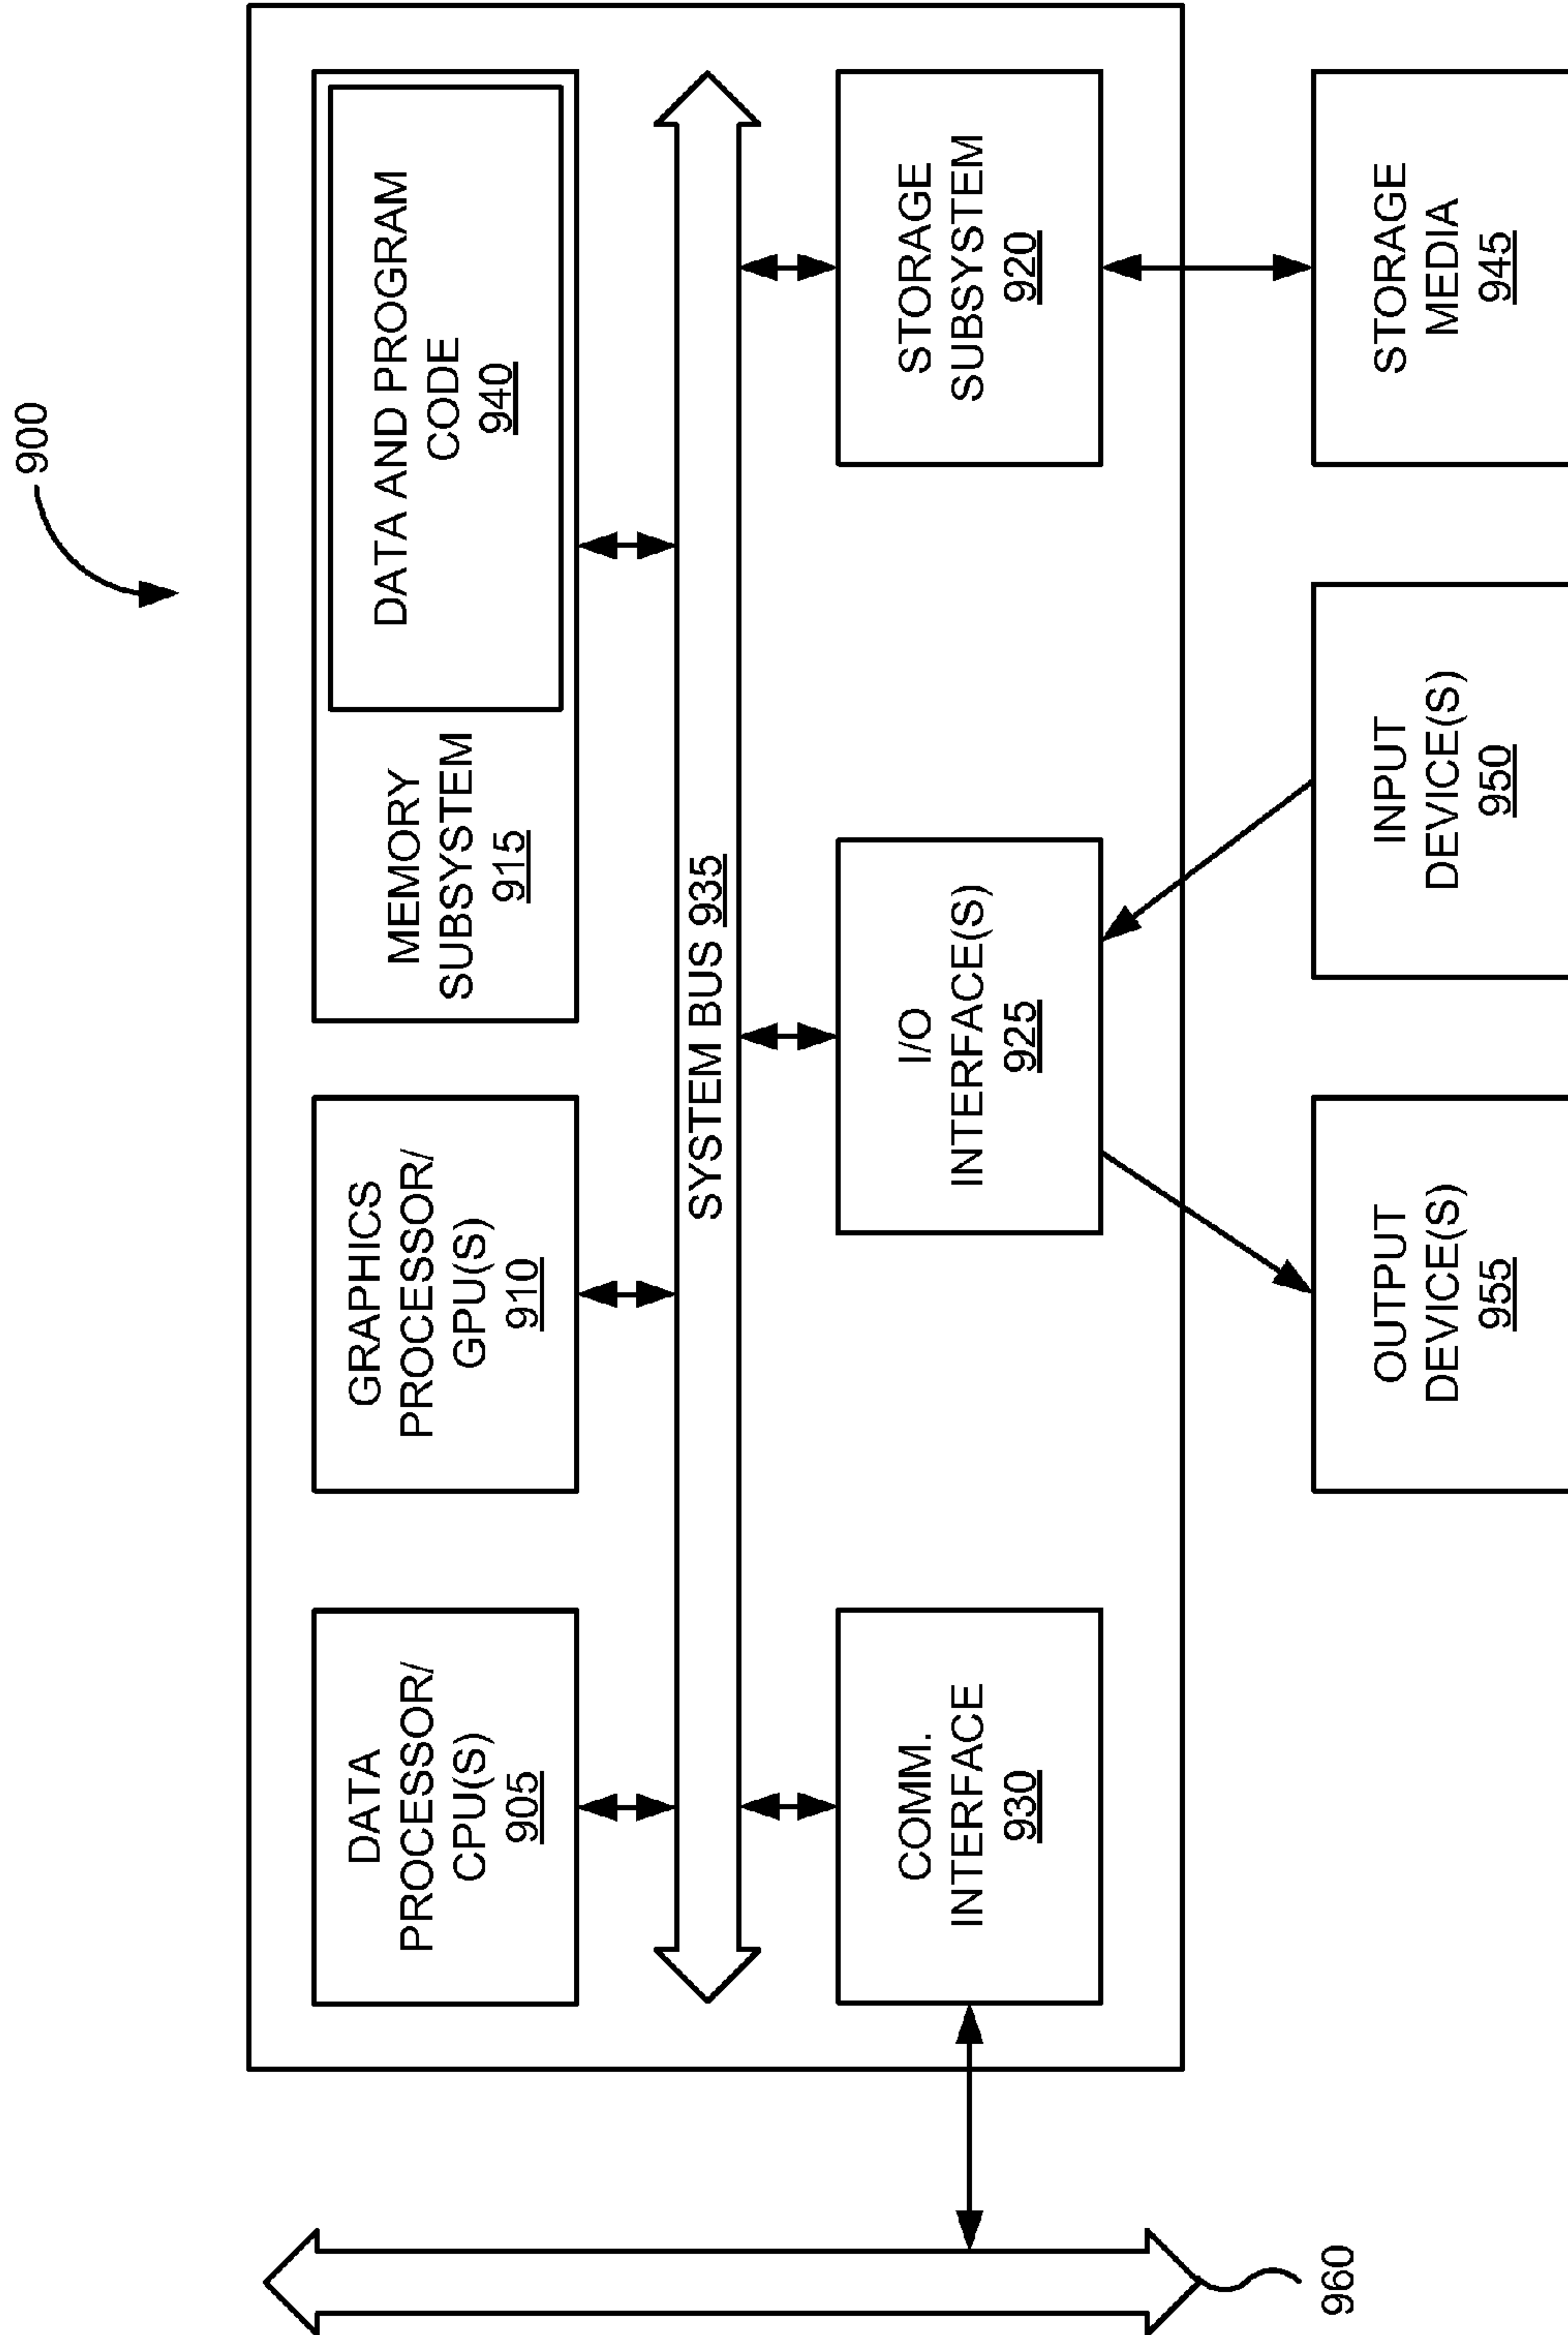 900
DATA
PROCESSOR/
CPU(S)
905
GRAPHICS
PROCESSOR/
GPU(S)
910
MEMORY
SUBSYSTEM
915
DATA AND PROGRAM
CODE
940
SYSTEM BUS 935
COMM.
INTERFACE
930
I/O
INTERFACE(S)
925
STORAGE
SUBSYSTEM
920
OUTPUT
DEVICE(S)
955
INPUT
DEVICE(S)
950
STORAGE
MEDIA
945
960